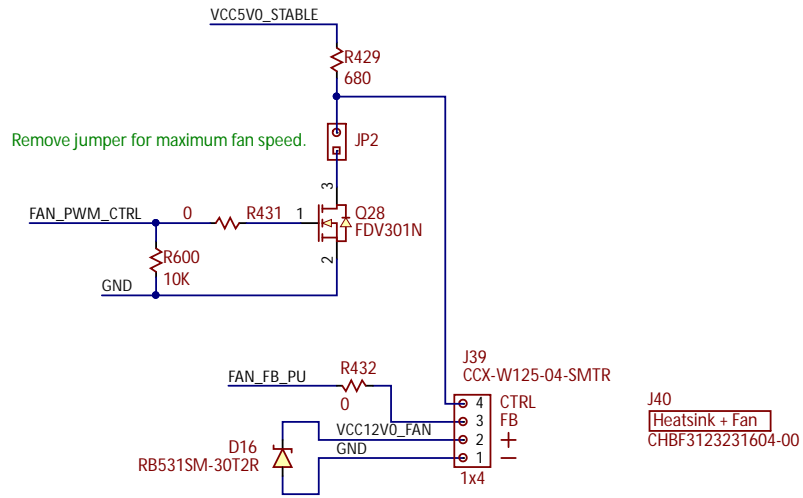 VCC5V0_STABLE
R429
680
Remove jumper for maximum fan speed.
JP2
3
FAN_PWM_CTRL
0
R431
1
Q28
FDV301N
2
R600
10K
GND
J39
CCX-W125-04-SMTR
R432
FAN_FB_PU
0
4 CTRL
3 FB
VCC12V0_FAN
2 +
GND
1 −
1x4
D16
RB531SM-30T2R
J40
Heatsink + Fan
CHBF3123231604-00